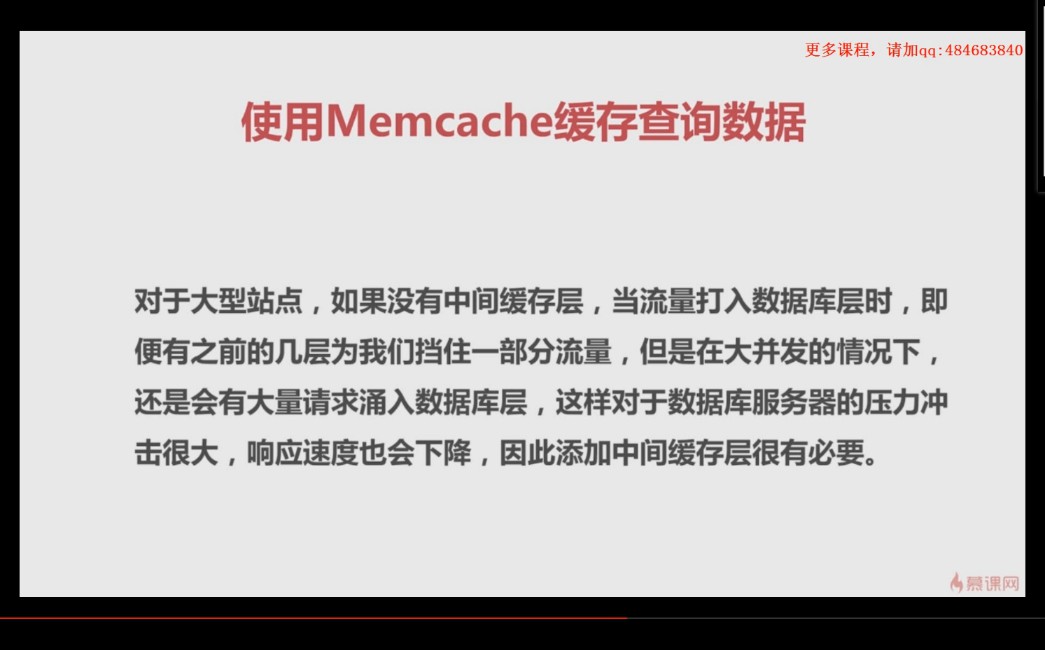 更多课程，请加qq:484683840
使用Memcache缓存查询数据
对于大型站点，如果没有中间缓存层，当流量打入数据库层时，即
便有之前的几层为我们挡住一部分流量，但是在大并发的情况下，
还是会有大量请求涌入数据库层，这样对于数据库服务器的压力冲
击很大，响应速度也会下降，因此添加中间缓存层很有必要。
慕课网